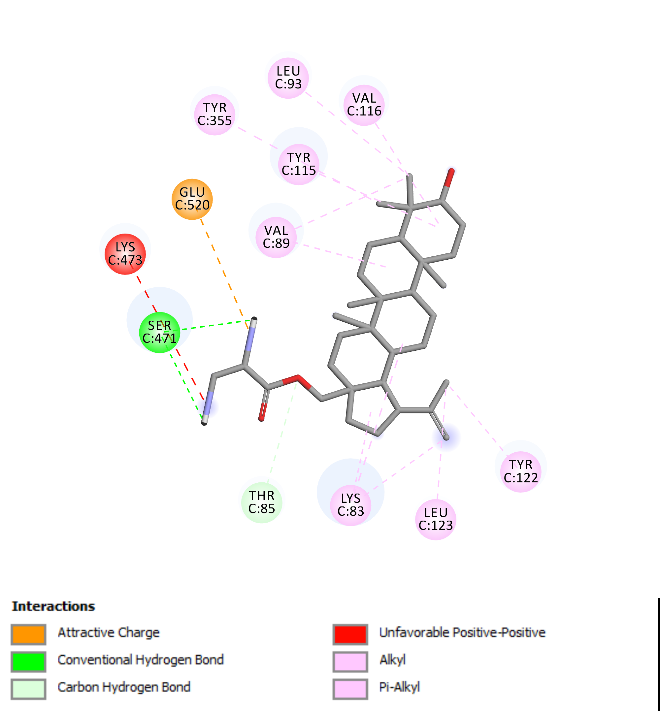 LEU
C:93
VAL
C:116
TYR
C:355
TYR
C:115
GLU
C:520
VAL
C:89
LYS
C:473
SER
C:471
TYR
C:122
THR
C:85
LYS
C:83
LEU
C:123
Interactions
Attractive Charge
Conventional Hydrogen Bond
Carbon Hydrogen Bond
Unfavorable Positive-Positive
Alkyl
Pi-Alkyl